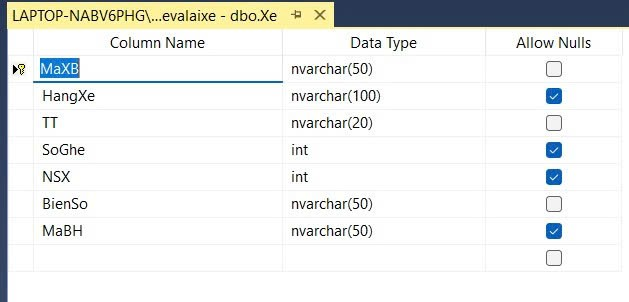 LAPTOP-NABV6PHG\...evalaixe - dbo.Xe
Column Name Data Type Allow Nulls
MaXB nvarchar(50)
HangXe nvarchar(100)
TT nvarchar(20)
SoGhe int
NSX int
BienSo nvarchar(50)
MaBH nvarchar(50)